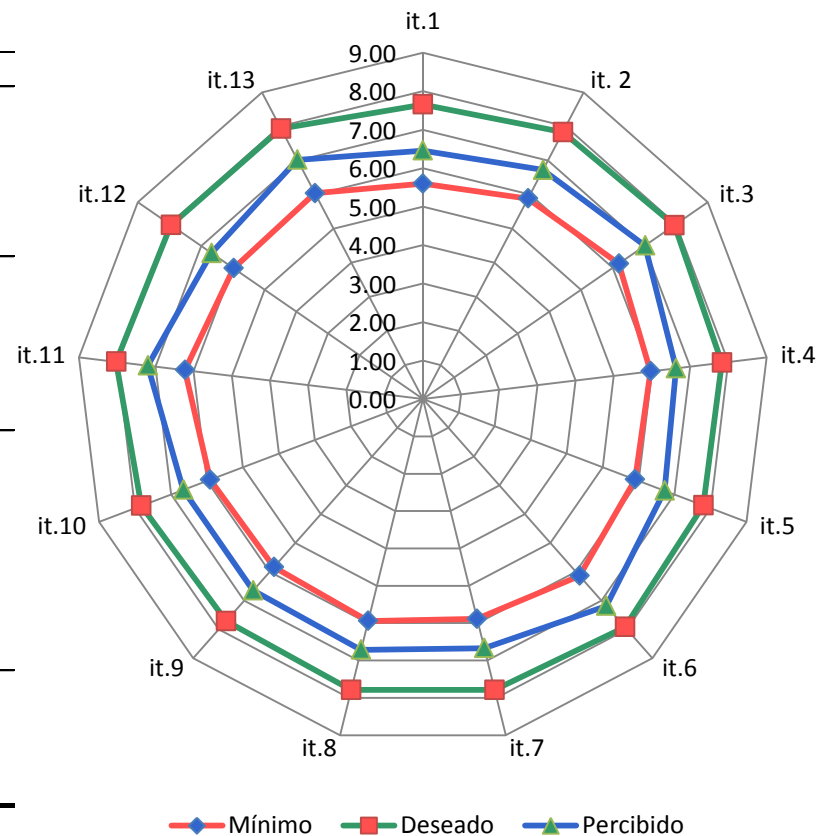 it.1
9.00
it.13
it. 2
8.00
7.00
6.00
it.12
it.3
5.00
4.00
3.00
it.11
it.4
2.00
1.00
0.00
it.10
it.5
it.9
it.6
it.8
it.7
Mínimo Deseado Percibido